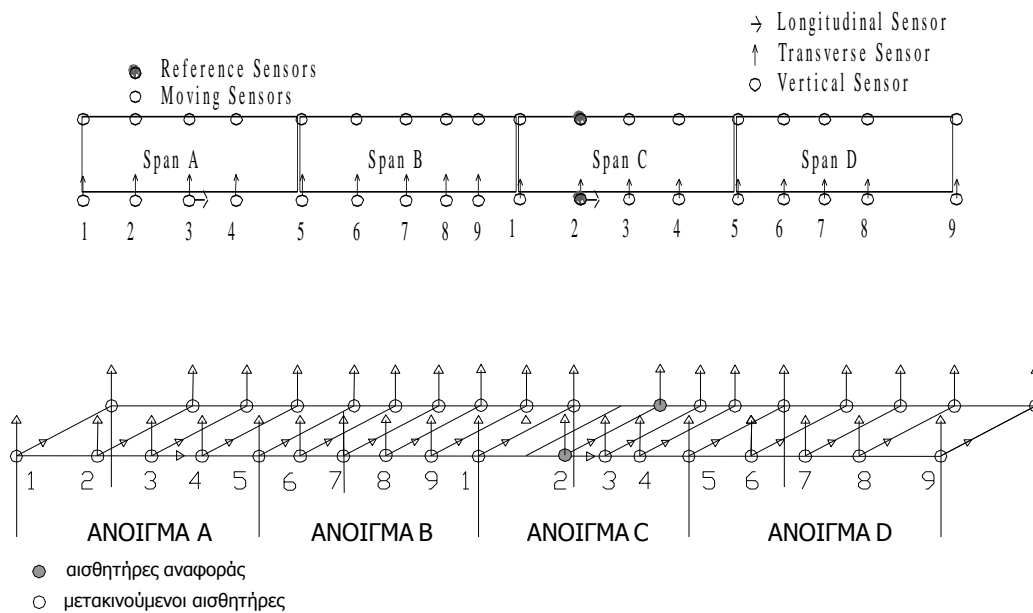 Longitudinal Sensor
Transverse Sensor
Vertical Sensor
Reference Sensors
Moving Sensors
Span A
Span B
Span C
Span D
1 2 3 4 5 6 7 8 9 1 2 3 4 5 6 7 8 9
1 2 3 4 5 6 7 8 9 1 2 3 4 5 6 7 8 9
ΑΝΟΙΓΜΑ Α ΑΝΟΙΓΜΑ Β ΑΝΟΙΓΜΑ C ΑΝΟΙΓΜΑ D
αισθητήρες αναφοράς
μετακινούμενοι αισθητήρες